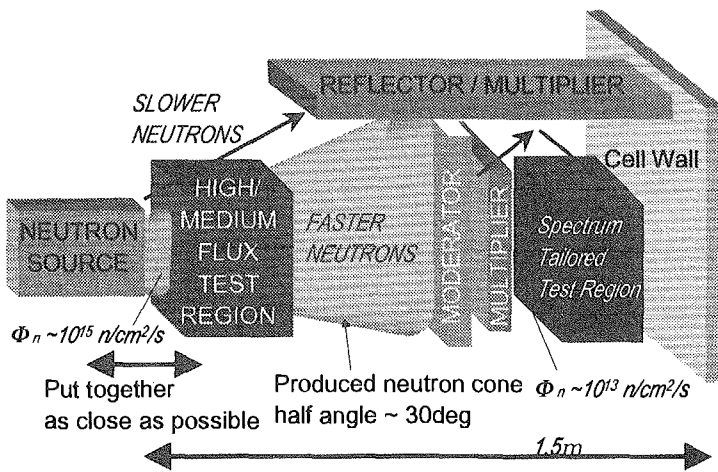 REFLECTOR / MULTIPLIER
SLOWER
NEUTRONS
Cell Wall
NEUTRON
SOURCE
HIGH/
MEDIUM
FLUX
TEST
REGION
FASTER
NEUTRONS
MODERATOR
MULTIPLIER
Spectrum
Tailored
Test Region
Φn ~10¹⁵ n/cm²/s
Put together
as close as possible
Produced neutron cone
half angle ~ 30deg
Φn ~10¹³ n/cm²/s
1.5m